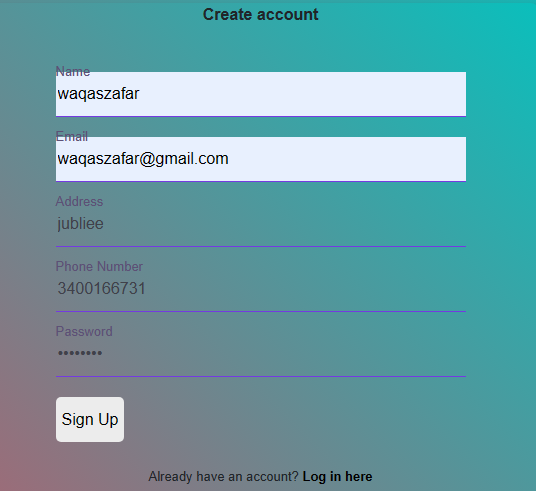 Create account
Name
waqaszafar
Email
waqaszafar@gmail.com
Address
jubliee
Phone Number
3400166731
Password
••••••••
Sign Up
Already have an account? Log in here